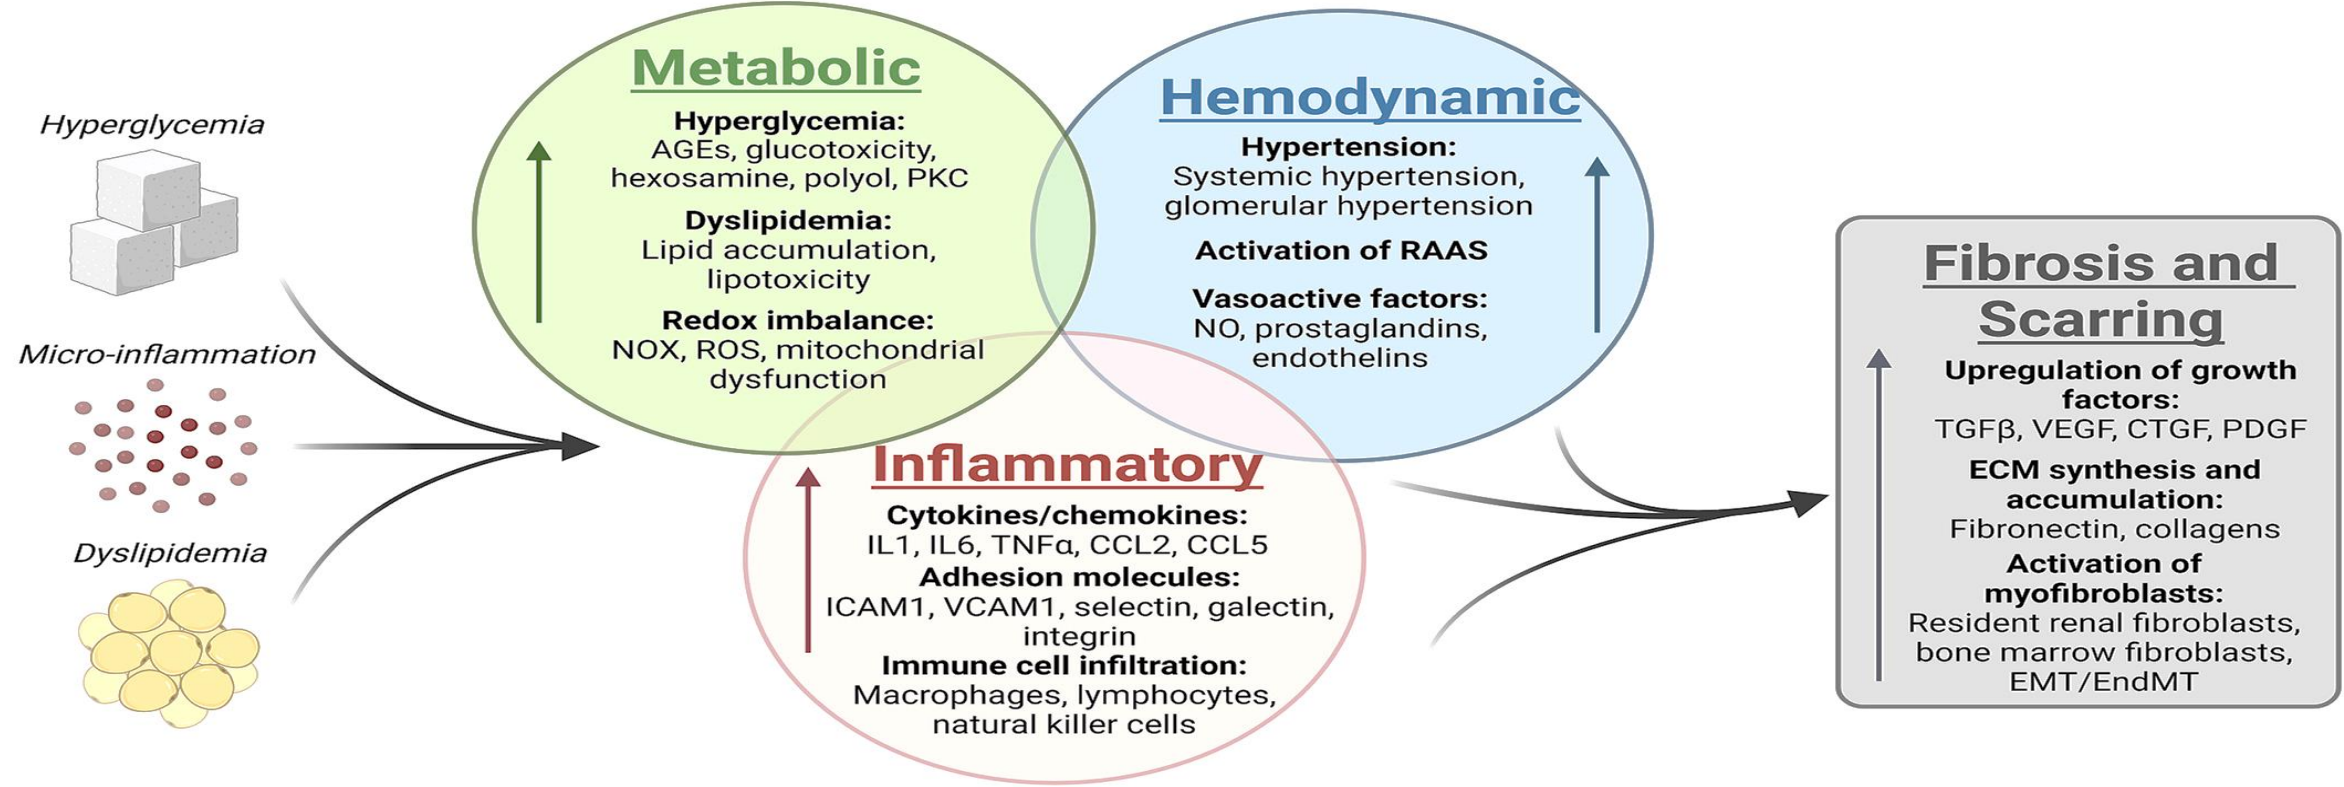 Hyperglycemia
Micro-inflammation
Dyslipidemia
Metabolic
Hyperglycemia:
AGEs, glucotoxicity,
hexosamine, polyol, PKC
Dyslipidemia:
Lipid accumulation,
lipotoxicity
Redox imbalance:
NOX, ROS, mitochondrial
dysfunction
Hemodynamic
Hypertension:
Systemic hypertension,
glomerular hypertension
Activation of RAAS
Vasoactive factors:
NO, prostaglandins,
endothelins
Inflammatory
Cytokines/chemokines:
IL1, IL6, TNFα, CCL2, CCL5
Adhesion molecules:
ICAM1, VCAM1, selectin, galectin,
integrin
Immune cell infiltration:
Macrophages, lymphocytes,
natural killer cells
Fibrosis and
Scarring
Upregulation of growth
factors:
TGFβ, VEGF, CTGF, PDGF
ECM synthesis and
accumulation:
Fibronectin, collagens
Activation of
myofibroblasts:
Resident renal fibroblasts,
bone marrow fibroblasts,
EMT/EndMT